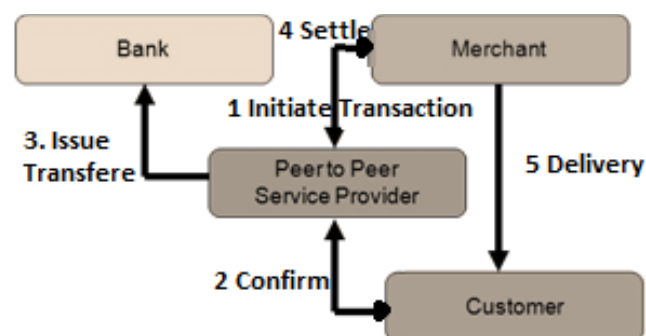 Bank
4 Settle
Merchant
1 Initiate Transaction
3. Issue
Transfere
Peer to Peer
Service Provider
5 Delivery
2 Confirm
Customer